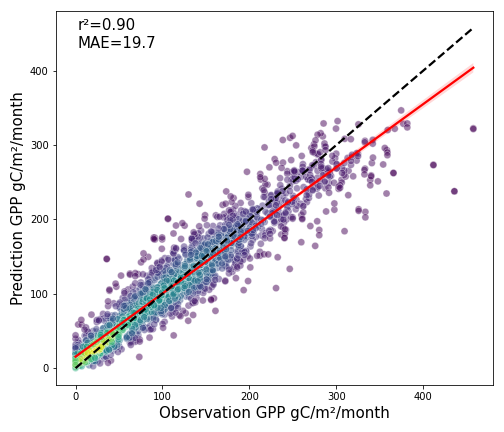 r²=0.90
MAE=19.7
400
300
200
100
0
Prediction GPP gC/m²/month
0 100 200 300 400
Observation GPP gC/m²/month